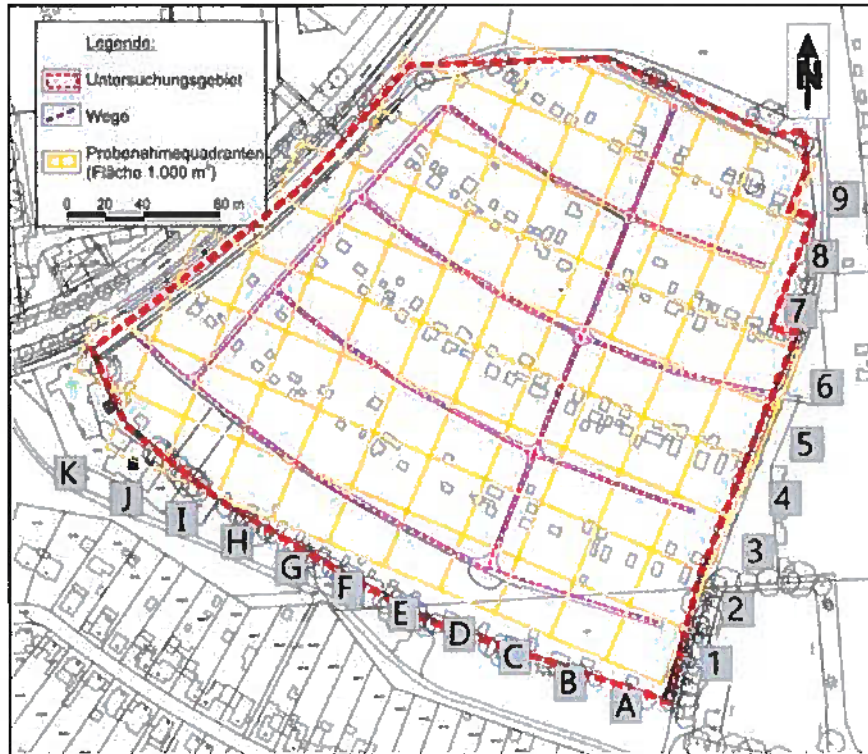 Legende:
Untersuchungsgebiet
Wege
Probenahmequadranten
(Fläche 1.000 m²)
0 20 40 80 m
N
9
8
7
6
5
4
3
2
1
K
J
I
H
G
F
E
D
C
B
A